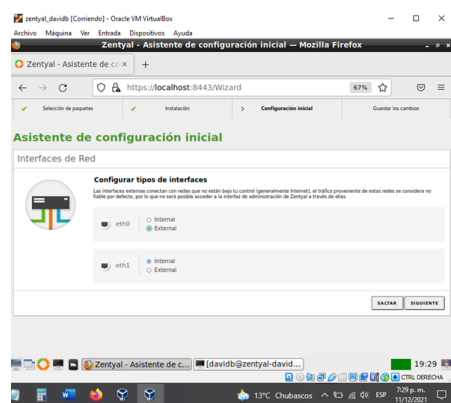 zentyal_davidb [Corriendo] - Oracle VM VirtualBox
Archivo Máquina Ver Entrada Dispositivos Ayuda
Zentyal - Asistente de configuración inicial — Mozilla Firefox
Zentyal - Asistente de co
https://localhost:8443/Wizard
67%
Selección de paquetes
Instalación
Configuración inicial
Guardar los cambios
Asistente de configuración inicial
Interfaces de Red
Configurar tipos de interfaces
Las interfaces externas conectan con redes que no están bajo tu control (generalmente Internet), el tráfico proveniente de estas redes se considera no
fiable por defecto, por lo que no será posible acceder a la interfaz de administración de Zentyal a través de ellas.
eth0
Internal
External
eth1
Internal
External
SALTAR
SIGUIENTE
Zentyal - Asistente de c...
[davidb@zentyal-david...
19:29
CTRL DERECHA
13°C Chubascos
ESP
7:29 p. m.
11/12/2021